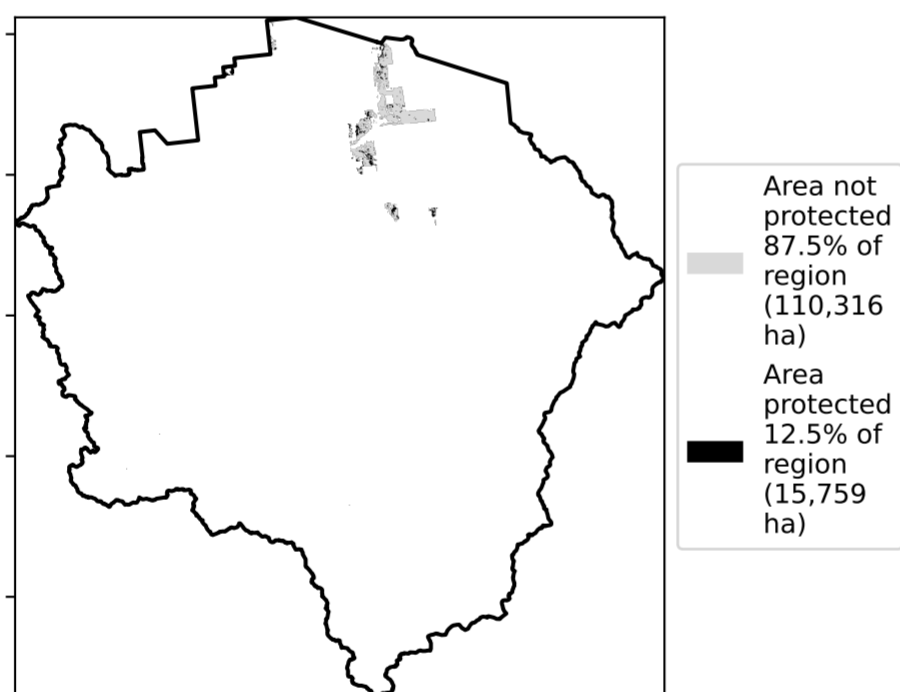 Area not
protected
87.5% of
region
(110,316
ha)
Area
protected
12.5% of
region
(15,759
ha)